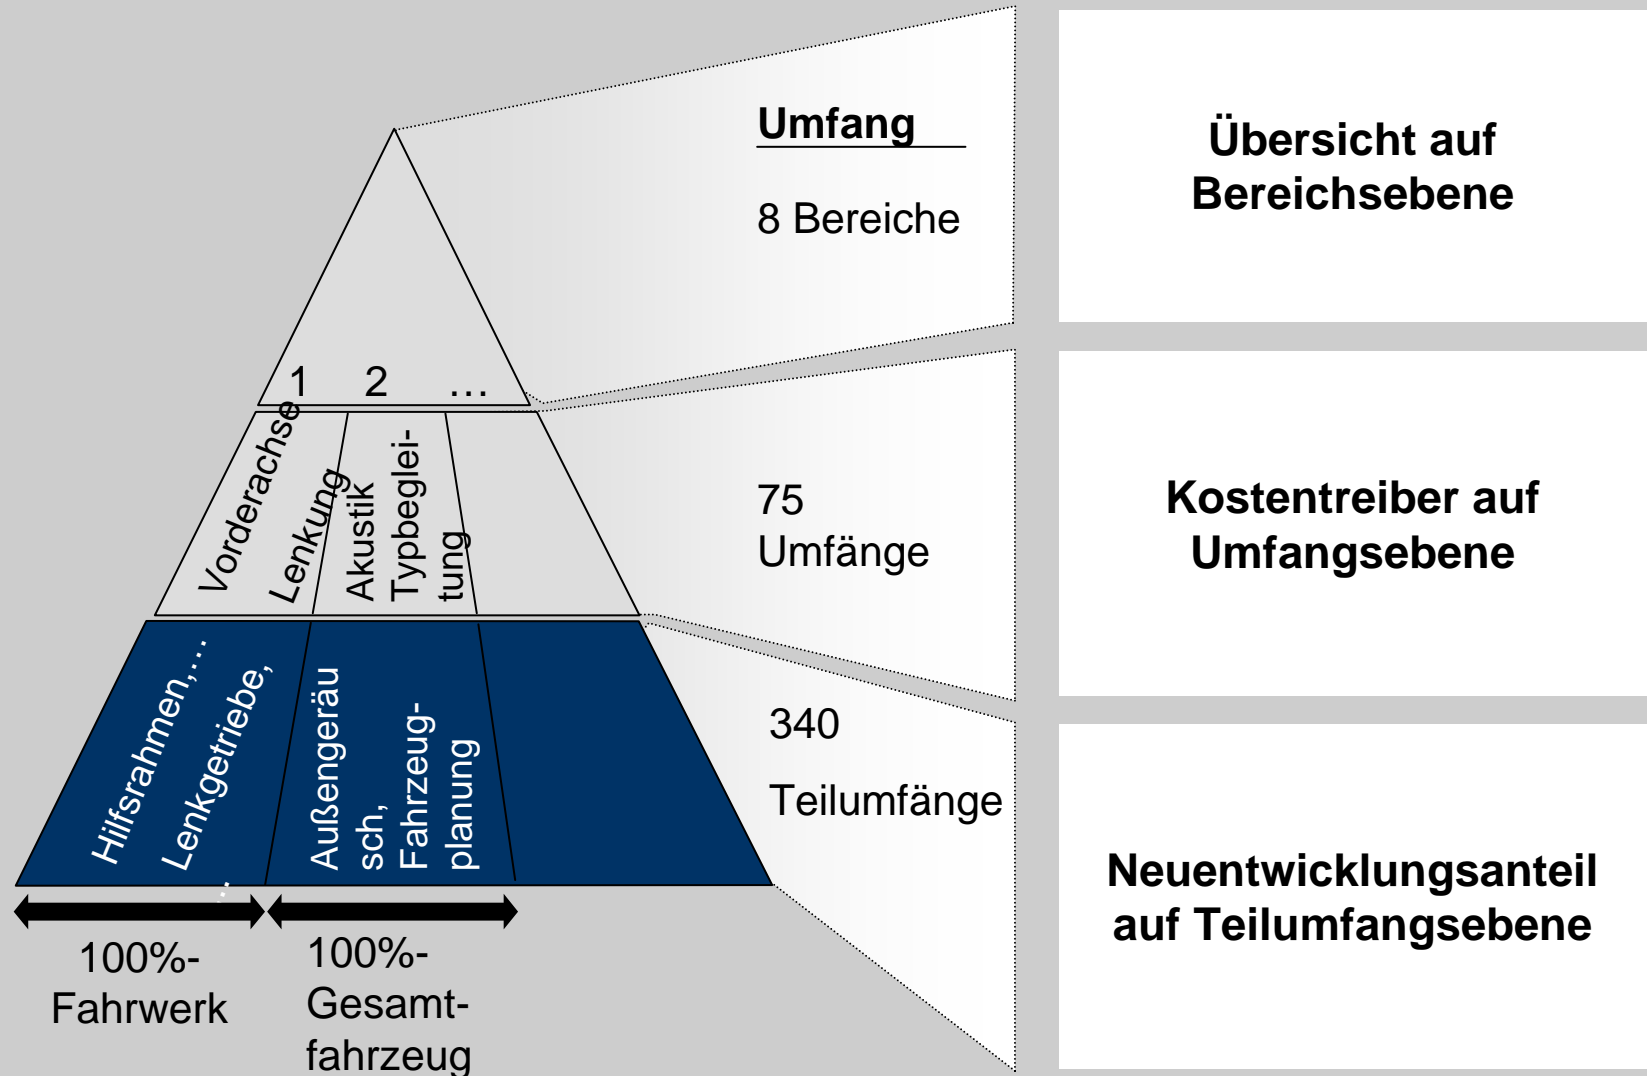 Umfang
8 Bereiche
Übersicht auf
Bereichsebene
1 2 …
Vorderachse
Lenkung
Akustik
Typbeglei-
tung
75
Umfänge
Kostentreiber auf
Umfangsebene
Hilfsrahmen,…
Lenkgetriebe,
…
Außengeräu
sch,
Fahrzeug-
planung
340
Teilumfänge
Neuentwicklungsanteil
auf Teilumfangsebene
100%-
Fahrwerk
100%-
Gesamt-
fahrzeug